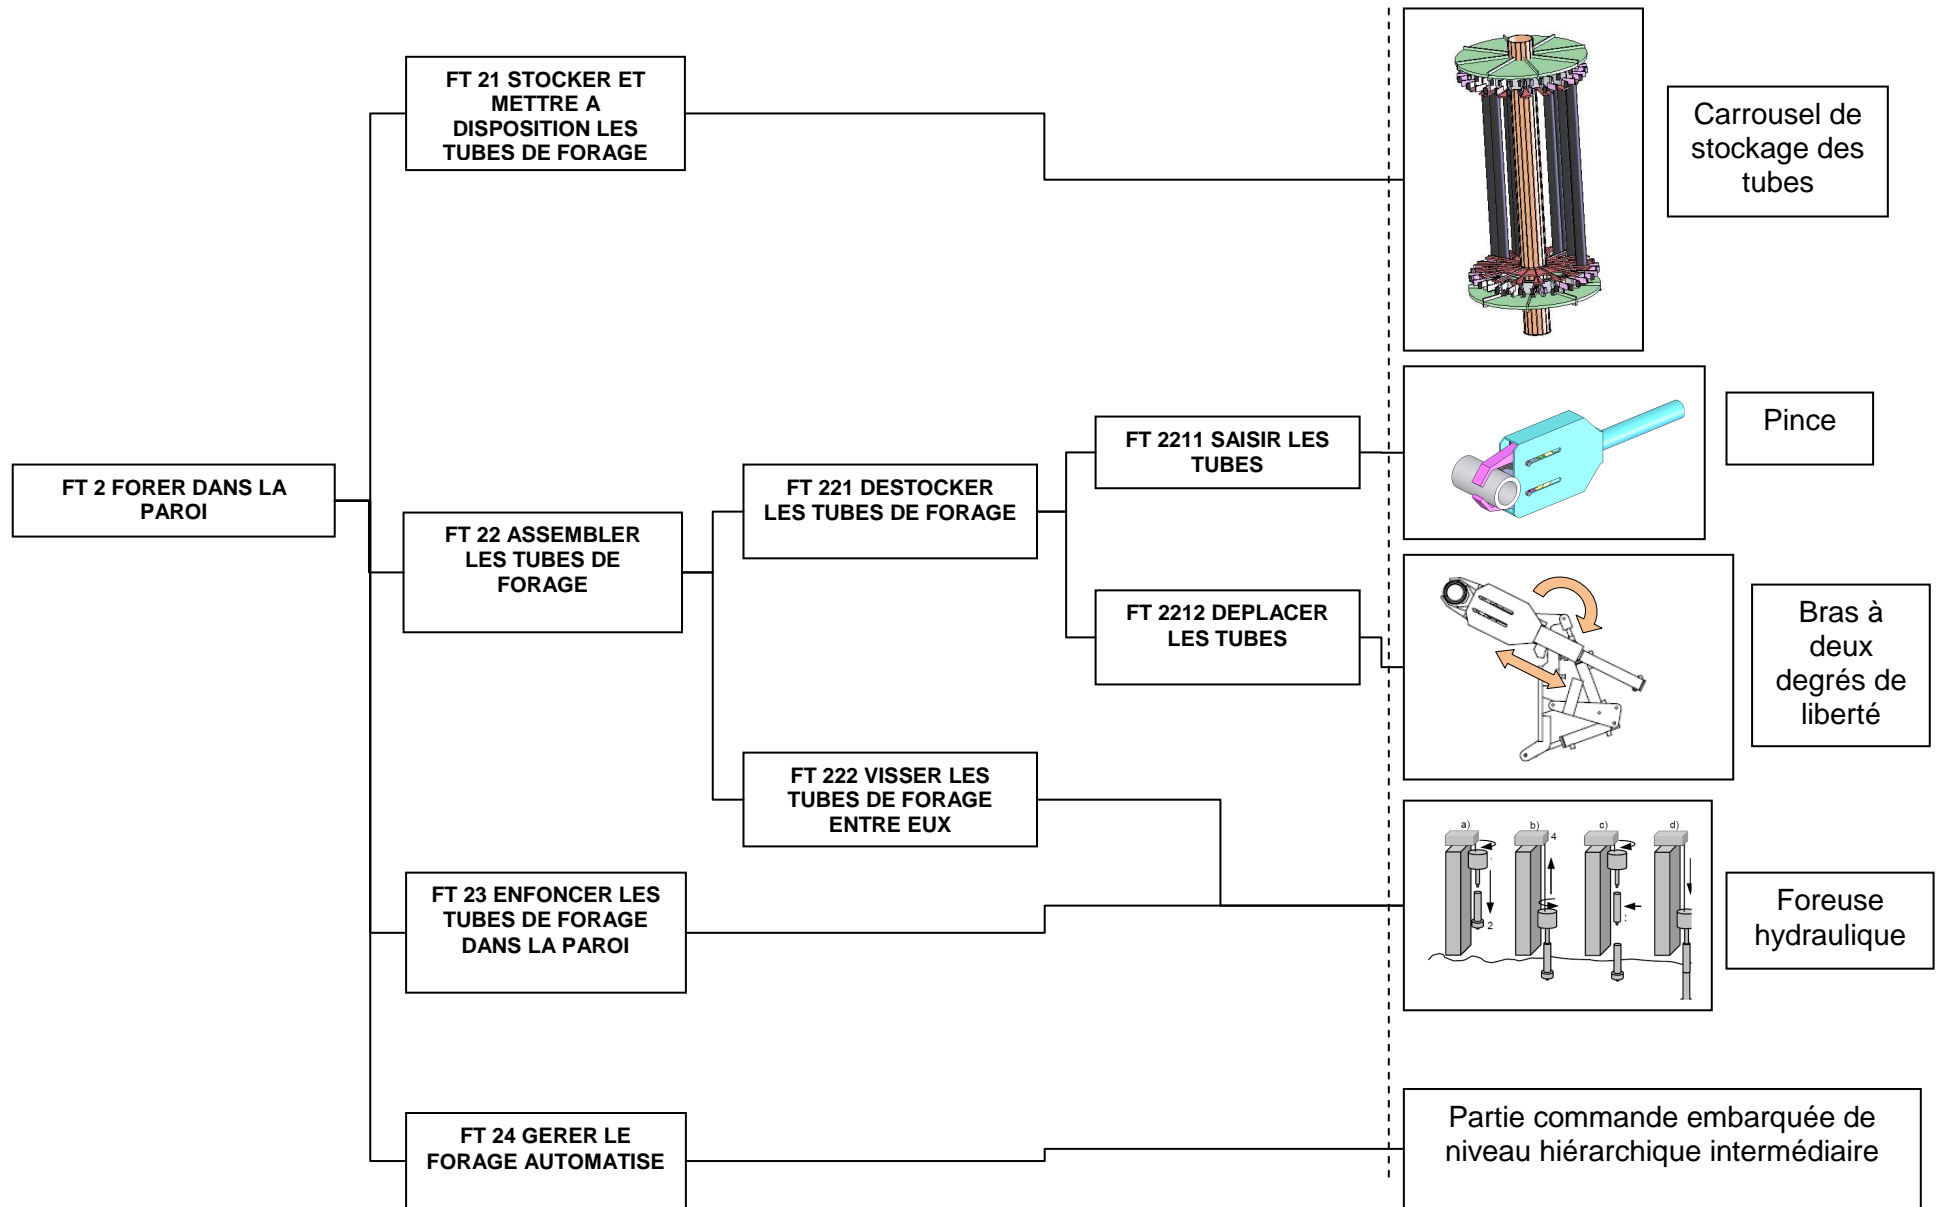 FT 21 STOCKER ET
METTRE A
DISPOSITION LES
TUBES DE FORAGE
Carrousel de
stockage des
tubes
FT 2 FORER DANS LA
PAROI
FT 22 ASSEMBLER
LES TUBES DE
FORAGE
FT 221 DESTOCKER
LES TUBES DE FORAGE
FT 2211 SAISIR LES
TUBES
Pince
FT 2212 DEPLACER
LES TUBES
Bras à
deux
degrés de
liberté
FT 222 VISSER LES
TUBES DE FORAGE
ENTRE EUX
FT 23 ENFONCER LES
TUBES DE FORAGE
DANS LA PAROI
a) b) c) d)
4
2
Foreuse
hydraulique
FT 24 GERER LE
FORAGE AUTOMATISE
Partie commande embarquée de
niveau hiérarchique intermédiaire